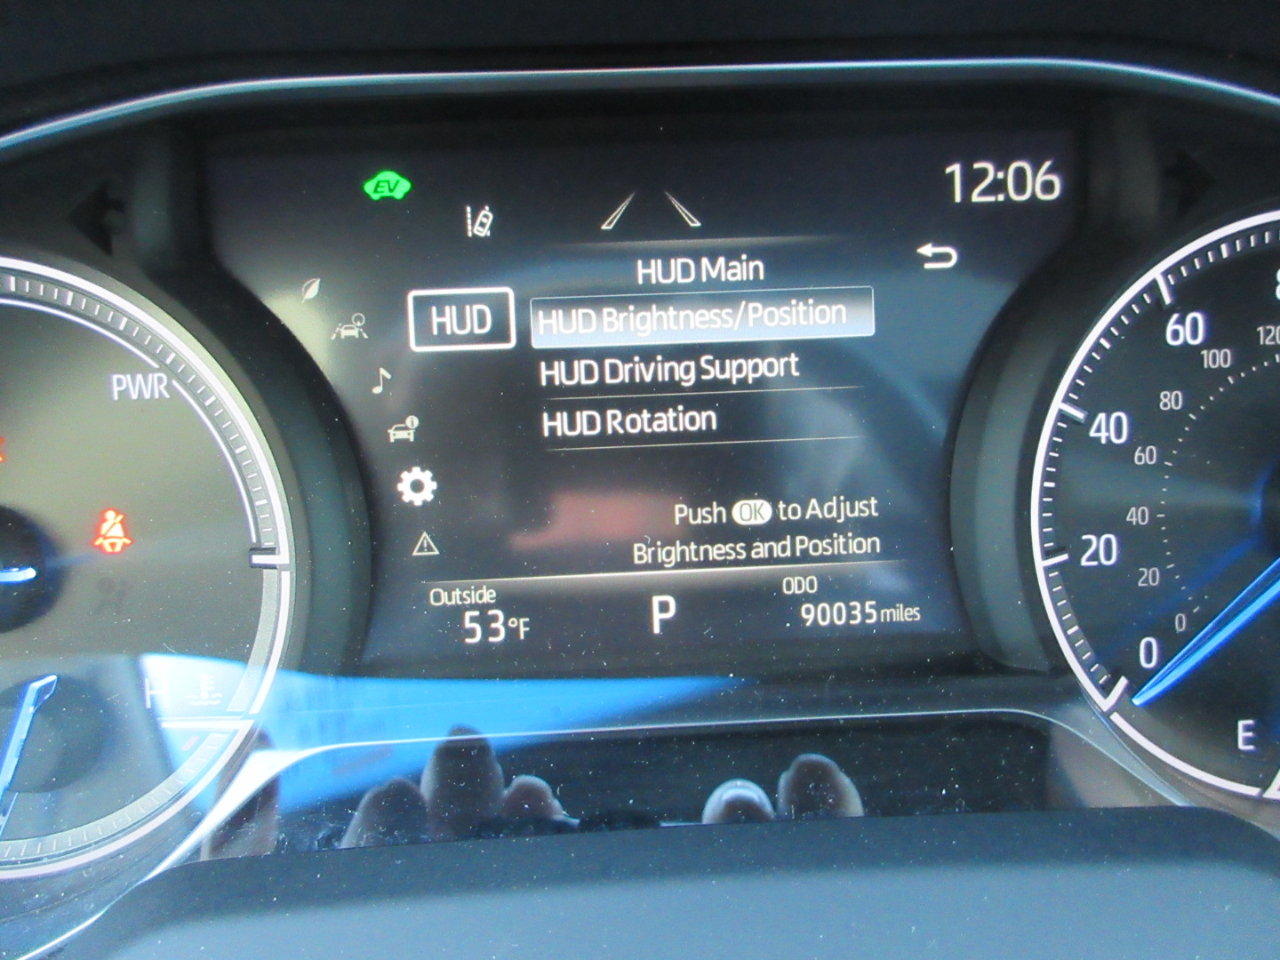 EV
12:06
HUD Main
HUD
HUD Brightness/Position
HUD Driving Support
HUD Rotation
Push OK to Adjust
Brightness and Position
Outside
53°F
P
ODO
90035 miles
PWR
60
40
20
0
120
100
80
60
40
20
0
E